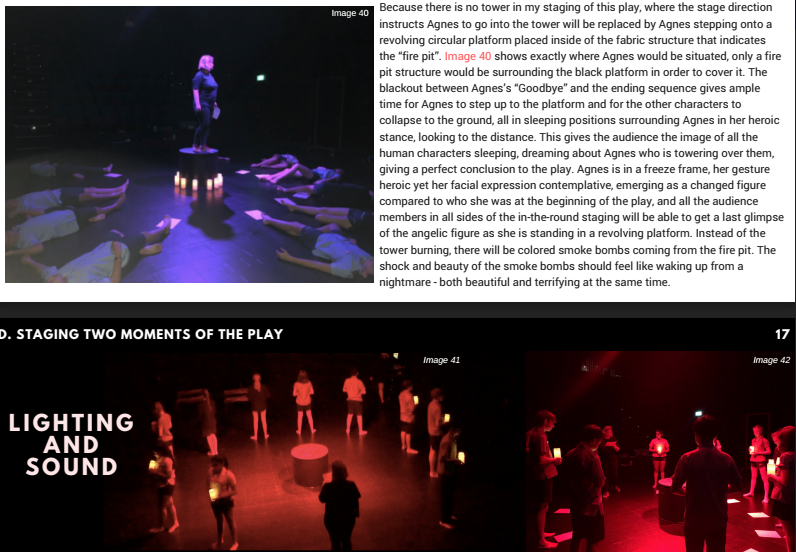 Image 40
Because there is no tower in my staging of this play, where the stage direction
instructs Agnes to go into the tower will be replaced by Agnes stepping onto a
revolving circular platform placed inside of the fabric structure that indicates
the “fire pit”. Image 40 shows exactly where Agnes would be situated, only a fire
pit structure would be surrounding the black platform in order to cover it. The
blackout between Agnes's “Goodbye” and the ending sequence gives ample
time for Agnes to step up to the platform and for the other characters to
collapse to the ground, all in sleeping positions surrounding Agnes in her heroic
stance, looking to the distance. This gives the audience the image of all the
human characters sleeping, dreaming about Agnes who is towering over them,
giving a perfect conclusion to the play. Agnes is in a freeze frame, her gesture
heroic yet her facial expression contemplative, emerging as a changed figure
compared to who she was at the beginning of the play, and all the audience
members in all sides of the in-the-round staging will be able to get a last glimpse
of the angelic figure as she is standing in a revolving platform. Instead of the
tower burning, there will be colored smoke bombs coming from the fire pit. The
shock and beauty of the smoke bombs should feel like waking up from a
nightmare - both beautiful and terrifying at the same time.
D. STAGING TWO MOMENTS OF THE PLAY
17
Image 41
Image 42
LIGHTING
AND
SOUND